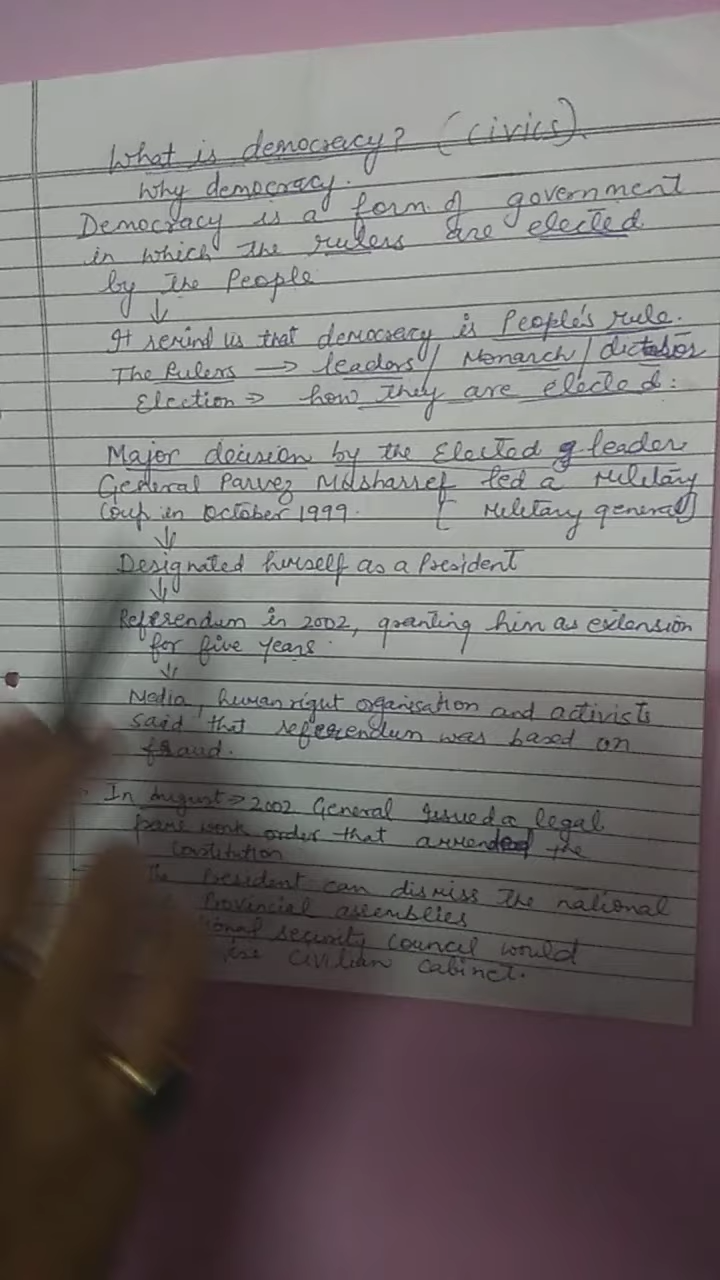 What is democracy? (civics).
Why democracy.
Democracy is a form of government
in which the rulers are elected
by the People
↓
It remind us that democracy is People's rule.
The Rulers → leaders / Monarch / dictator
Election ⇒ how they are elected:
Major decision by the Elected leader
General Parvez Musharref led a Military
Coup in October 1999. [ Military general]
↓
Designated himself as a President
↓
Referendum in 2002, granting him as extension
for five years.
↓
Media, human right organisation and activists
said that referendum was based on
fraud.
In August ⇒ 2002 General Issued a legal
work order that amended the
Constitution
The President can dismiss the national
Provincial assemblies
security council would
civilian cabinet.